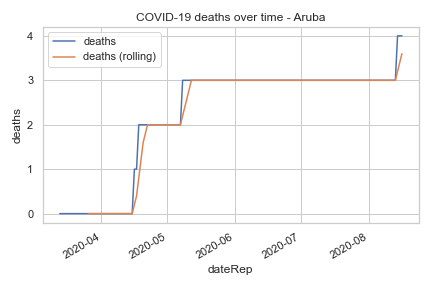 COVID-19 deaths over time - Aruba
deaths
deaths (rolling)
deaths
4
3
2
1
0
2020-04
2020-05
2020-06
2020-07
2020-08
dateRep